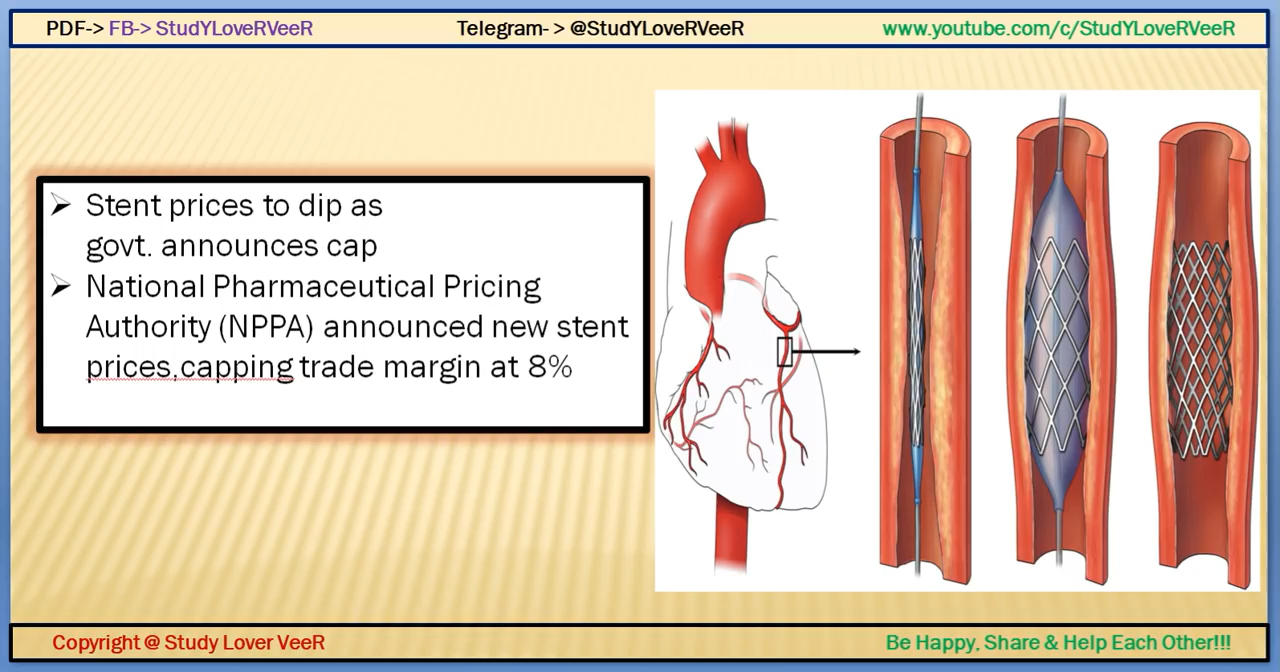 PDF-> FB-> StudYLoveRVeeR Telegram- > @StudYLoveRVeeR www.youtube.com/c/StudYLoveRVeeR
➢ Stent prices to dip as
govt. announces cap
➢ National Pharmaceutical Pricing
Authority (NPPA) announced new stent
prices,capping trade margin at 8%
Copyright @ Study Lover VeeR Be Happy, Share & Help Each Other!!!